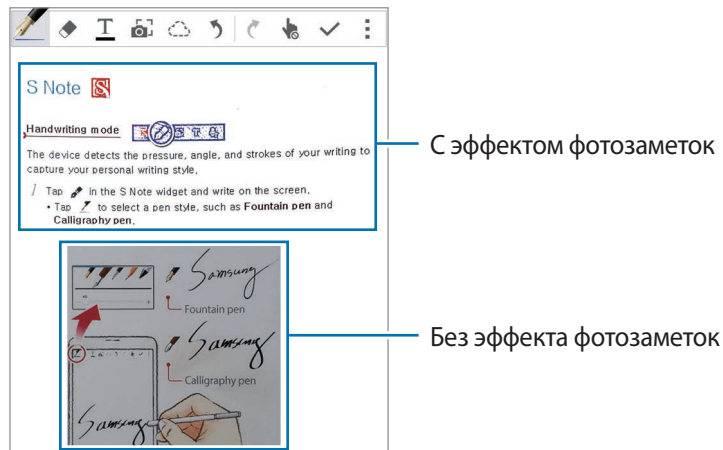 T
S Note S
Handwriting mode
The device detects the pressure, angle, and strokes of your writing to
capture your personal writing style.
1 Tap in the S Note widget and write on the screen.
• Tap to select a pen style, such as Fountain pen and
Calligraphy pen.
С эффектом фотозаметок
Samsung
Fountain pen
Samsung
Calligraphy pen
Samsung
Без эффекта фотозаметок